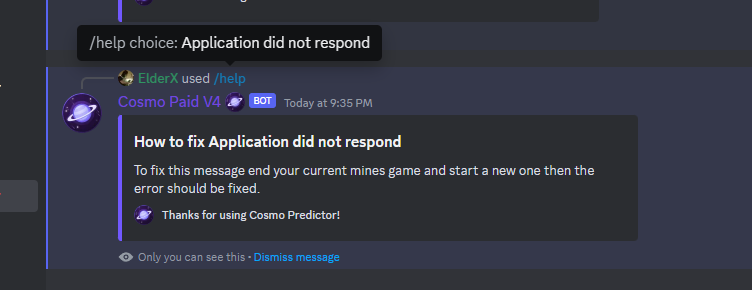 /help choice: Application did not respond
ElderX used /help
Cosmo Paid V4 BOT Today at 9:35 PM
How to fix Application did not respond
To fix this message end your current mines game and start a new one then the
error should be fixed.
Thanks for using Cosmo Predictor!
Only you can see this • Dismiss message